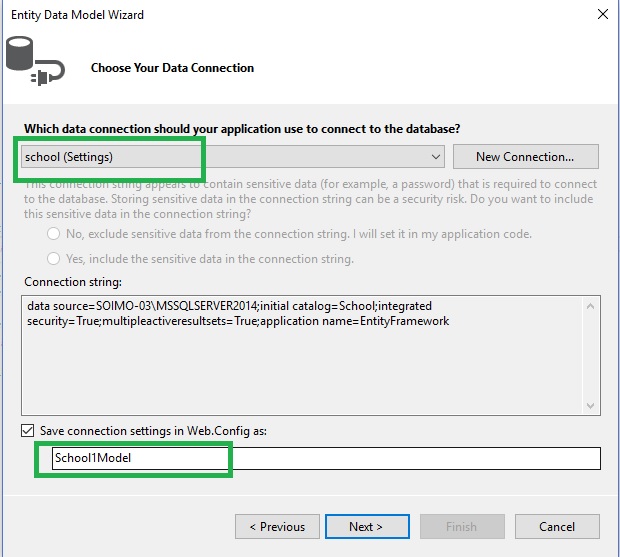 Entity Data Model Wizard
Choose Your Data Connection
Which data connection should your application use to connect to the database?
school (Settings)
New Connection...
This connection string appears to contain sensitive data (for example, a password) that is required to connect
to the database. Storing sensitive data in the connection string can be a security risk. Do you want to include
this sensitive data in the connection string?
No, exclude sensitive data from the connection string. I will set it in my application code.
Yes, include the sensitive data in the connection string.
Connection string:
data source=SOIMO-03\MSSQLSERVER2014;initial catalog=School;integrated
security=True;multipleactiveresultsets=True;application name=EntityFramework
Save connection settings in Web.Config as:
School1Model
< Previous
Next >
Finish
Cancel